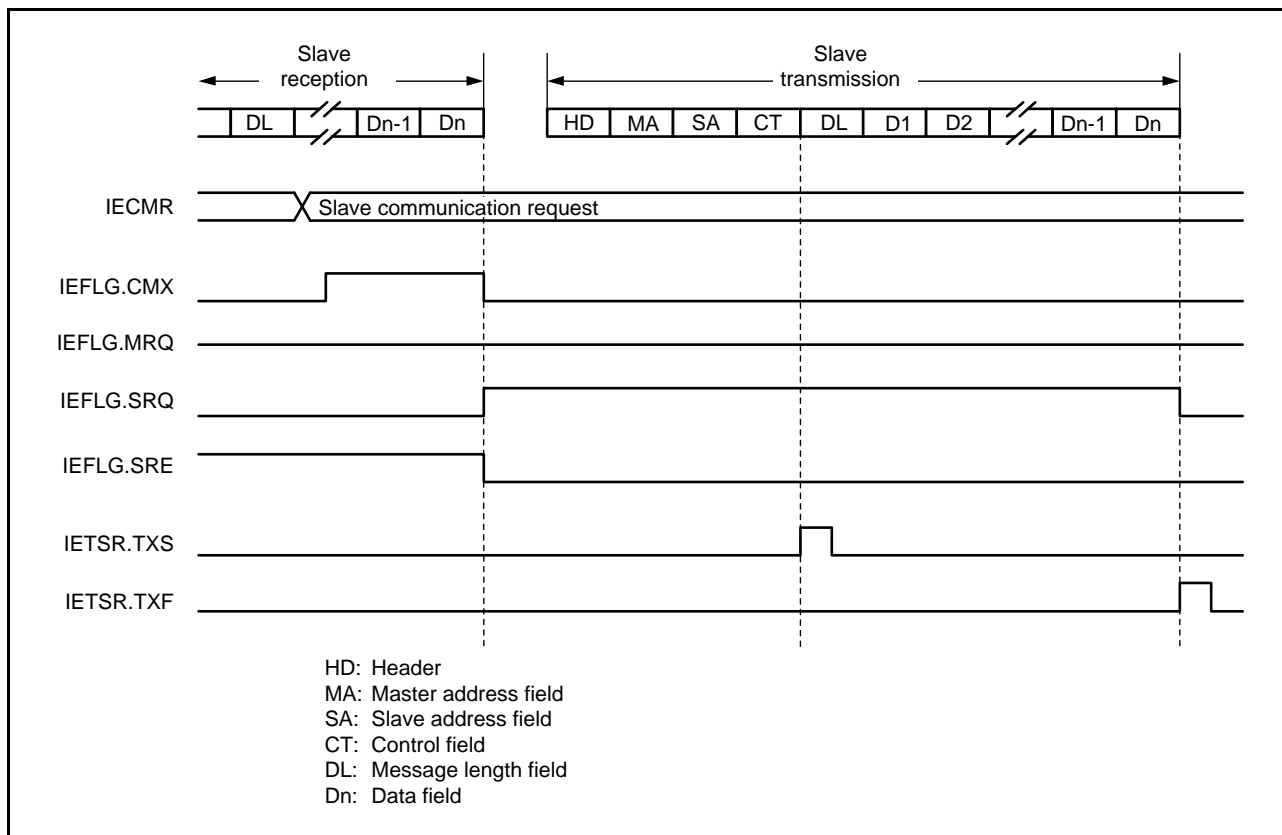 Slave
reception
Slave
transmission
DL Dn-1 Dn HD MA SA CT DL D1 D2 Dn-1 Dn
IECMR Slave communication request
IEFLG.CMX
IEFLG.MRQ
IEFLG.SRQ
IEFLG.SRE
IETSR.TXS
IETSR.TXF
HD: Header
MA: Master address field
SA: Slave address field
CT: Control field
DL: Message length field
Dn: Data field